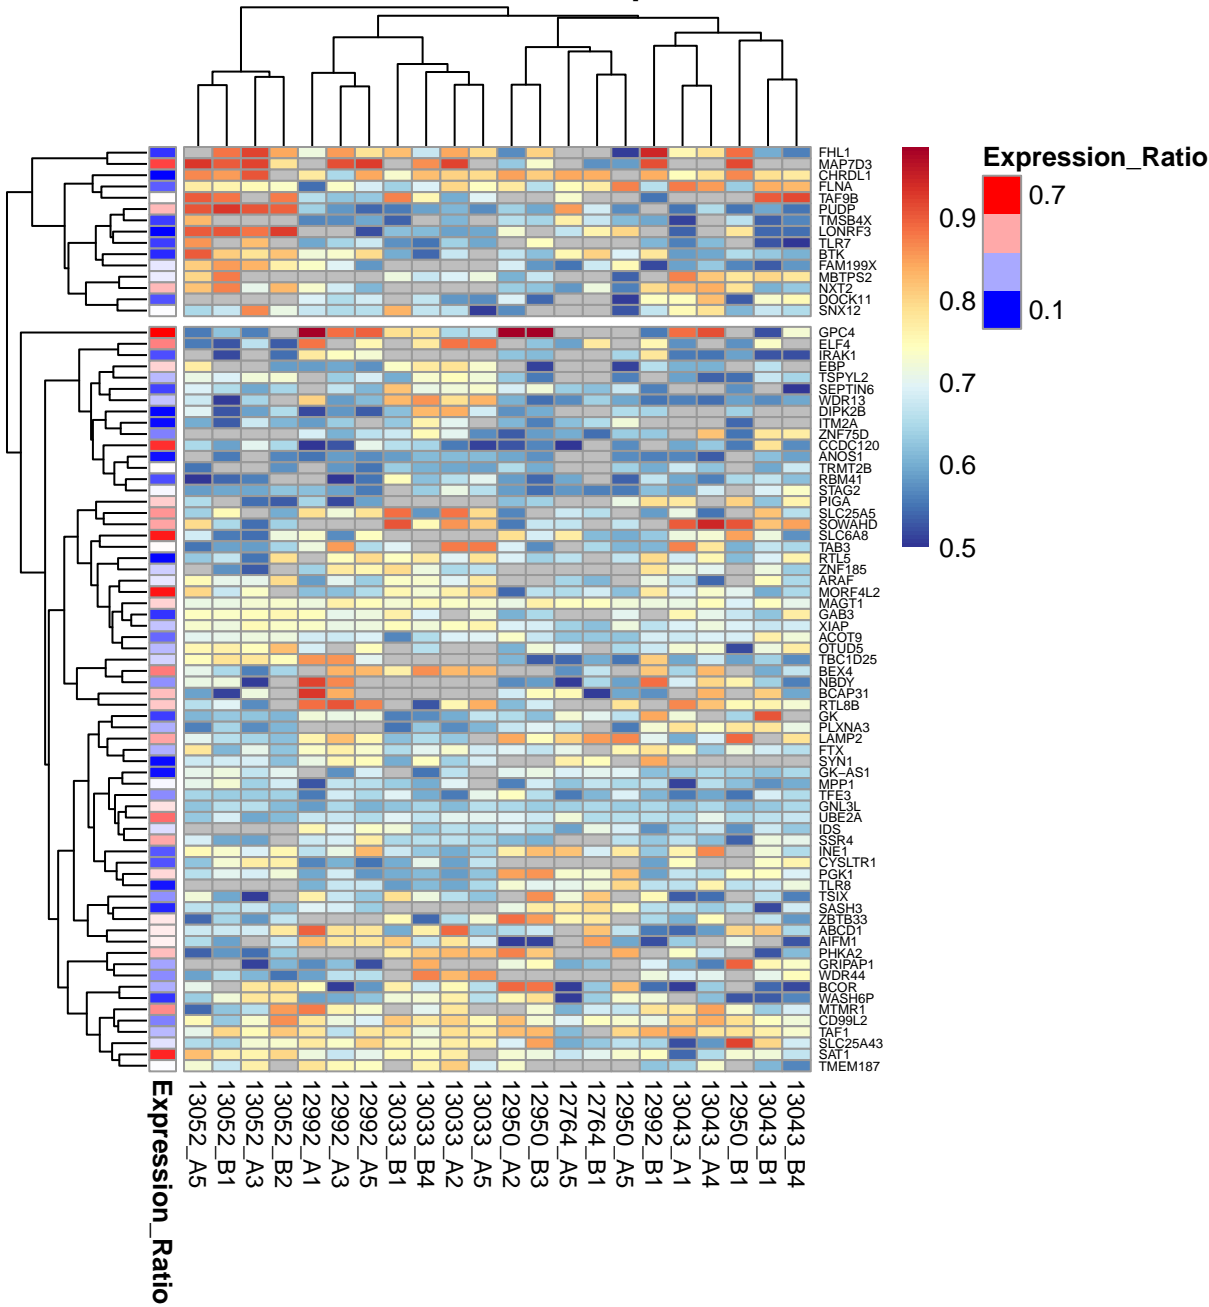 FHL1
MAP7D3
CHRDL1
FLNA
TAF9B
PUDP
TMSB4X
LONRF3
TLR7
BTK
FAM199X
MBTPS2
NXT2
DOCK11
SNX12
GPC4
ELF4
IRAK1
EBP
TSPYL2
SEPTIN6
WDR13
DIPK2B
ITM2A
ZNF75D
CCDC120
ANOS1
TRMT2B
RBM41
STAG2
PIGA
SLC25A5
SOWAHD
SLC6A8
TAB3
RTL5
ZNF185
ARAF
MORF4L2
MAGT1
GAB3
XIAP
ACOT9
OTUD5
TBC1D25
BEX4
NBDY
BCAP31
RTL8B
GK
PLXNA3
LAMP2
FTX
SYN1
GK−AS1
MPP1
TFE3
GNL3L
UBE2A
IDS
SSR4
INE1
CYSLTR1
PGK1
TLR8
TSIX
SASH3
ZBTB33
ABCD1
AIFM1
PHKA2
GRIPAP1
WDR44
BCOR
WASH6P
MTMR1
CD99L2
TAF1
SLC25A43
SAT1
TMEM187
Expression_Ratio
13052_A5
13052_B1
13052_A3
13052_B2
12992_A1
12992_A3
12992_A5
13033_B1
13033_B4
13033_A2
13033_A5
12950_A2
12950_B3
12764_A5
12764_B1
12950_A5
12992_B1
13043_A1
13043_A4
12950_B1
13043_B1
13043_B4
0.9
0.8
0.7
0.6
0.5
Expression_Ratio
0.7
0.1